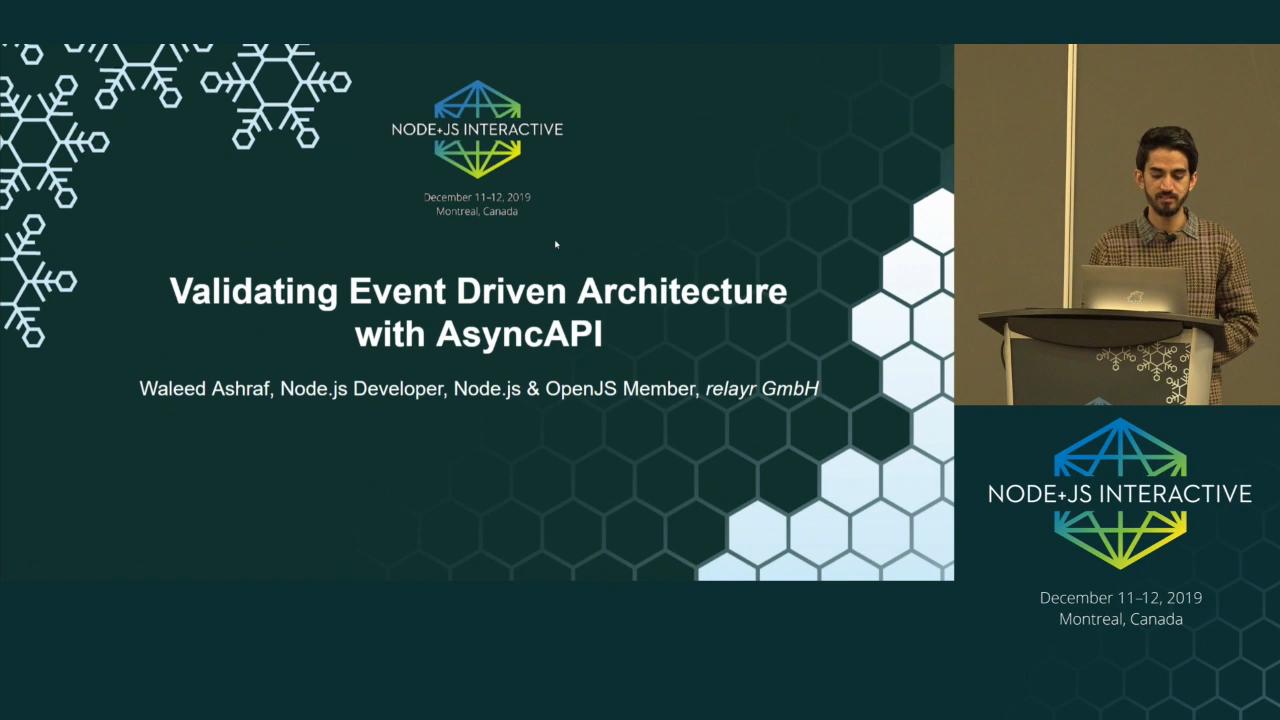 NODE+JS INTERACTIVE
December 11–12, 2019
Montreal, Canada
Validating Event Driven Architecture
with AsyncAPI
Waleed Ashraf, Node.js Developer, Node.js & OpenJS Member, relayr GmbH
NODE+JS INTERACTIVE
December 11–12, 2019
Montreal, Canada